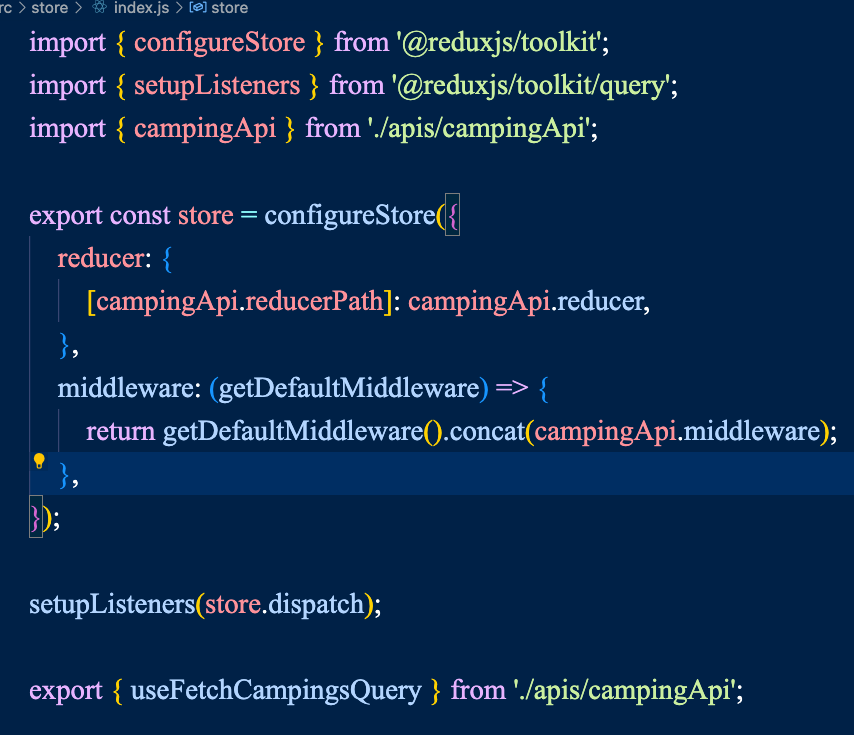 rc > store > index.js > store
import { configureStore } from '@reduxjs/toolkit';
import { setupListeners } from '@reduxjs/toolkit/query';
import { campingApi } from './apis/campingApi';
export const store = configureStore({
reducer: {
[campingApi.reducerPath]: campingApi.reducer,
},
middleware: (getDefaultMiddleware) => {
return getDefaultMiddleware().concat(campingApi.middleware);
},
});
setupListeners(store.dispatch);
export { useFetchCampingsQuery } from './apis/campingApi';